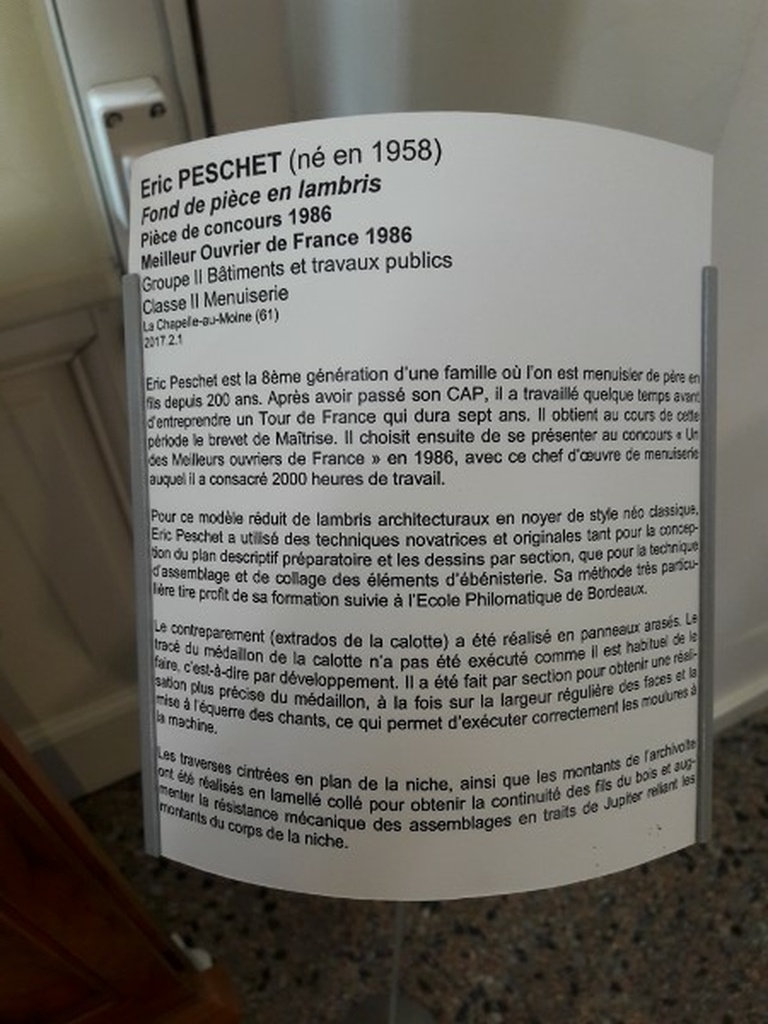 Eric PESCHET (né en 1958)
Fond de pièce en lambris
Pièce de concours 1986
Meilleur Ouvrier de France 1986
Groupe II Bâtiments et travaux publics
Classe II Menuiserie
La Chapelle-au-Moine (61)
2017.2.1
Eric Peschet est la 8ème génération d'une famille où l'on est menuisier de père en
fils depuis 200 ans. Après avoir passé son CAP, il a travaillé quelque temps avant
d'entreprendre un Tour de France qui dura sept ans. Il obtient au cours de cette
période le brevet de Maîtrise. Il choisit ensuite de se présenter au concours « Un
des Meilleurs ouvriers de France » en 1986, avec ce chef d'œuvre de menuiserie
auquel il a consacré 2000 heures de travail.
Pour ce modèle réduit de lambris architecturaux en noyer de style néo classique,
Eric Peschet a utilisé des techniques novatrices et originales tant pour la concep-
tion du plan descriptif préparatoire et les dessins par section, que pour la technique
d'assemblage et de collage des éléments d'ébénisterie. Sa méthode très particu-
lière tire profit de sa formation suivie à l'Ecole Philomatique de Bordeaux.
Le contreparement (extrados de la calotte) a été réalisé en panneaux arasés. Le
tracé du médaillon de la calotte n'a pas été exécuté comme il est habituel de le
faire, c'est-à-dire par développement. Il a été fait par section pour obtenir une réali-
sation plus précise du médaillon, à la fois sur la largeur régulière des faces et la
mise à l'équerre des chants, ce qui permet d'exécuter correctement les moulures à
la machine.
Les traverses cintrées en plan de la niche, ainsi que les montants de l'archivolte
ont été réalisés en lamellé collé pour obtenir la continuité des fils du bois et aug-
menter la résistance mécanique des assemblages en traits de Jupiter reliant les
montants du corps de la niche.